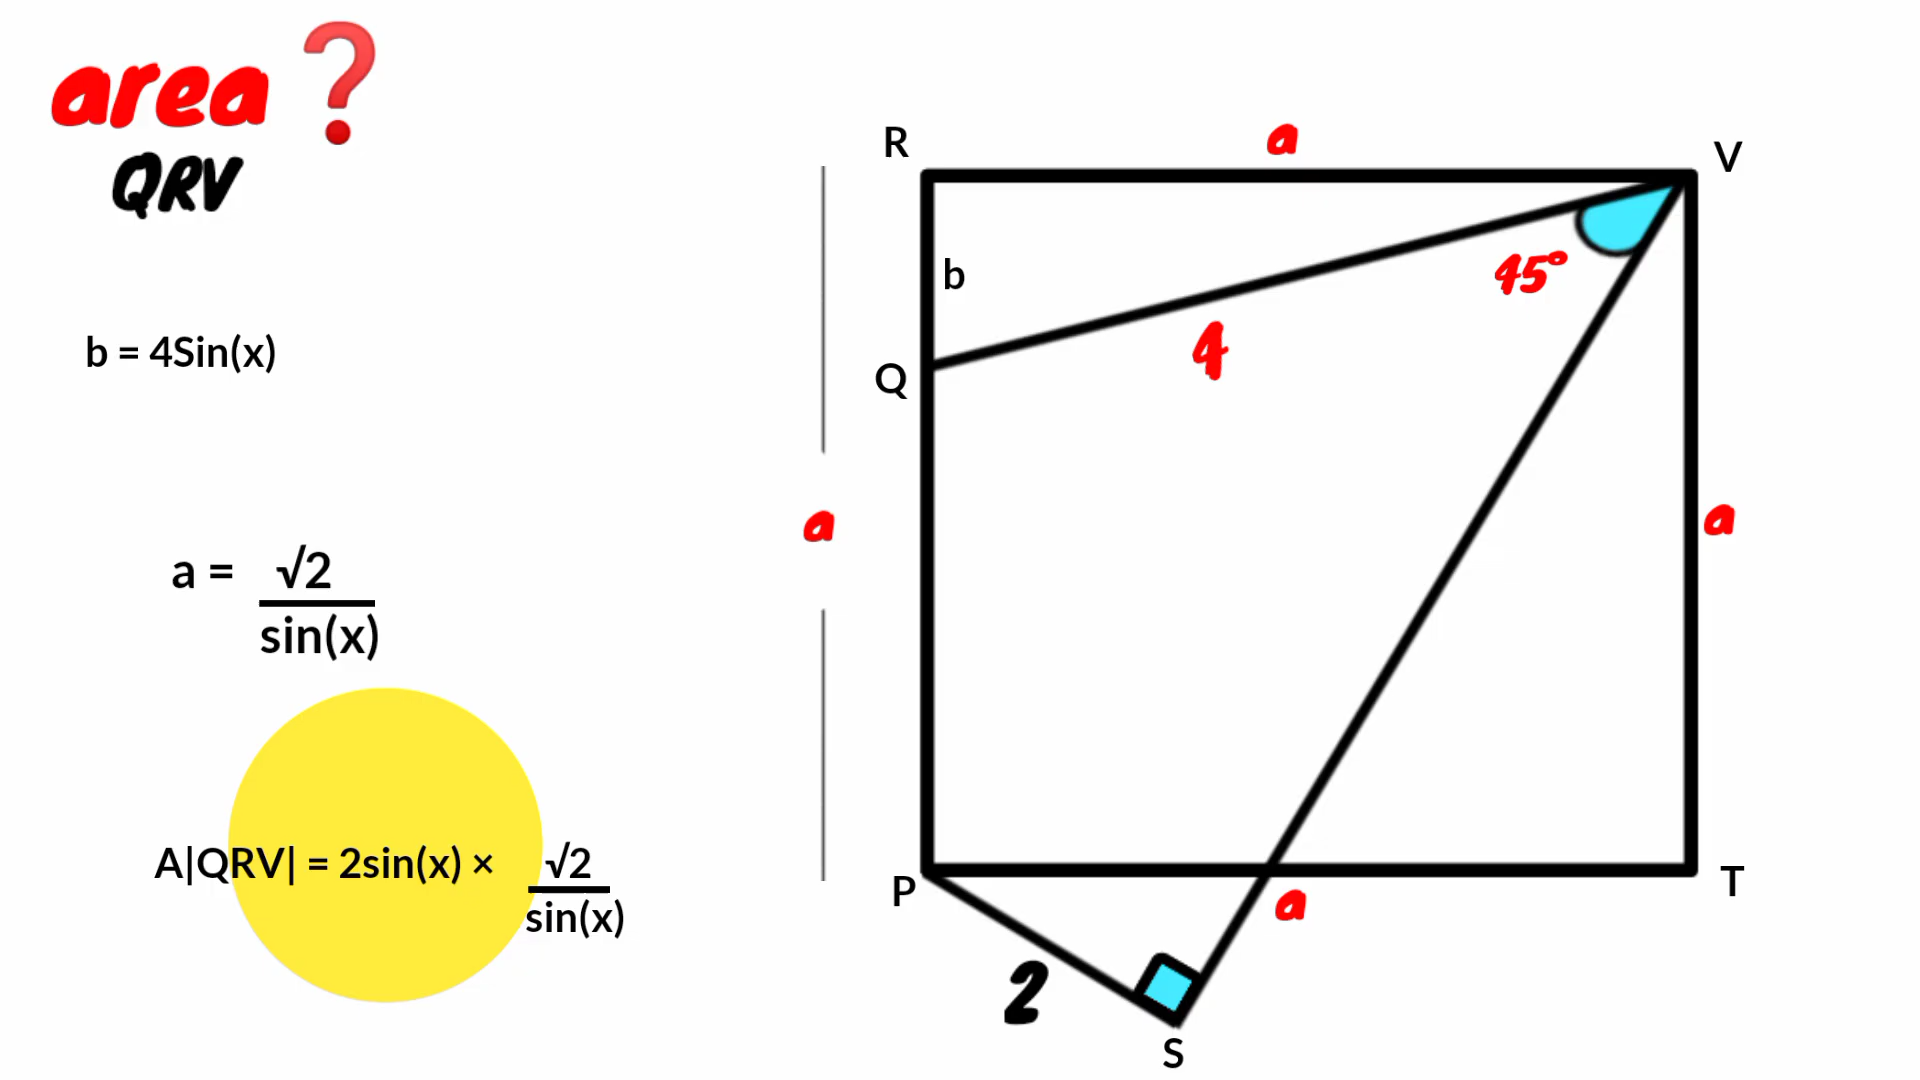 area ❓
QRV
b = 4Sin(x)
a = √2
sin(x)
A|QRV| = 2sin(x) × √2
sin(x)
R
a
V
b
45°
4
Q
a
a
P
a
T
2
S